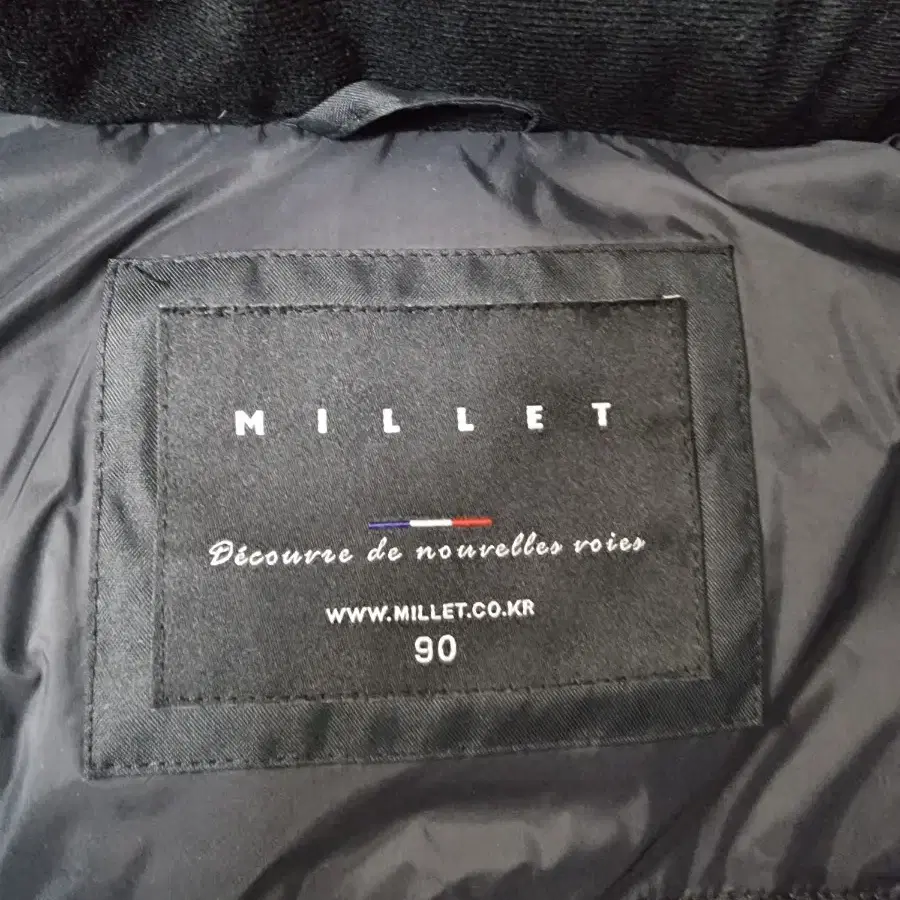 MILLET
Découvre de nouvelles voies
WWW.MILLET.CO.KR
90